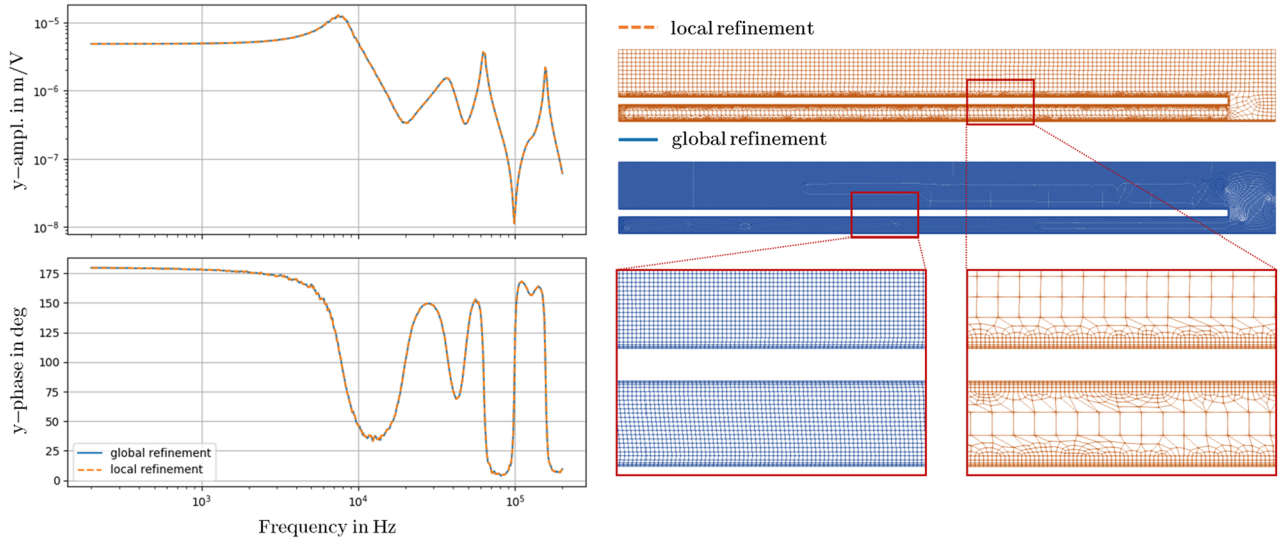 y−ampl. in m/V
10⁻⁵
10⁻⁶
10⁻⁷
10⁻⁸
y−phase in deg
175
150
125
100
75
50
25
0
global refinement
local refinement
10³ 10⁴ 10⁵
Frequency in Hz
local refinement
global refinement